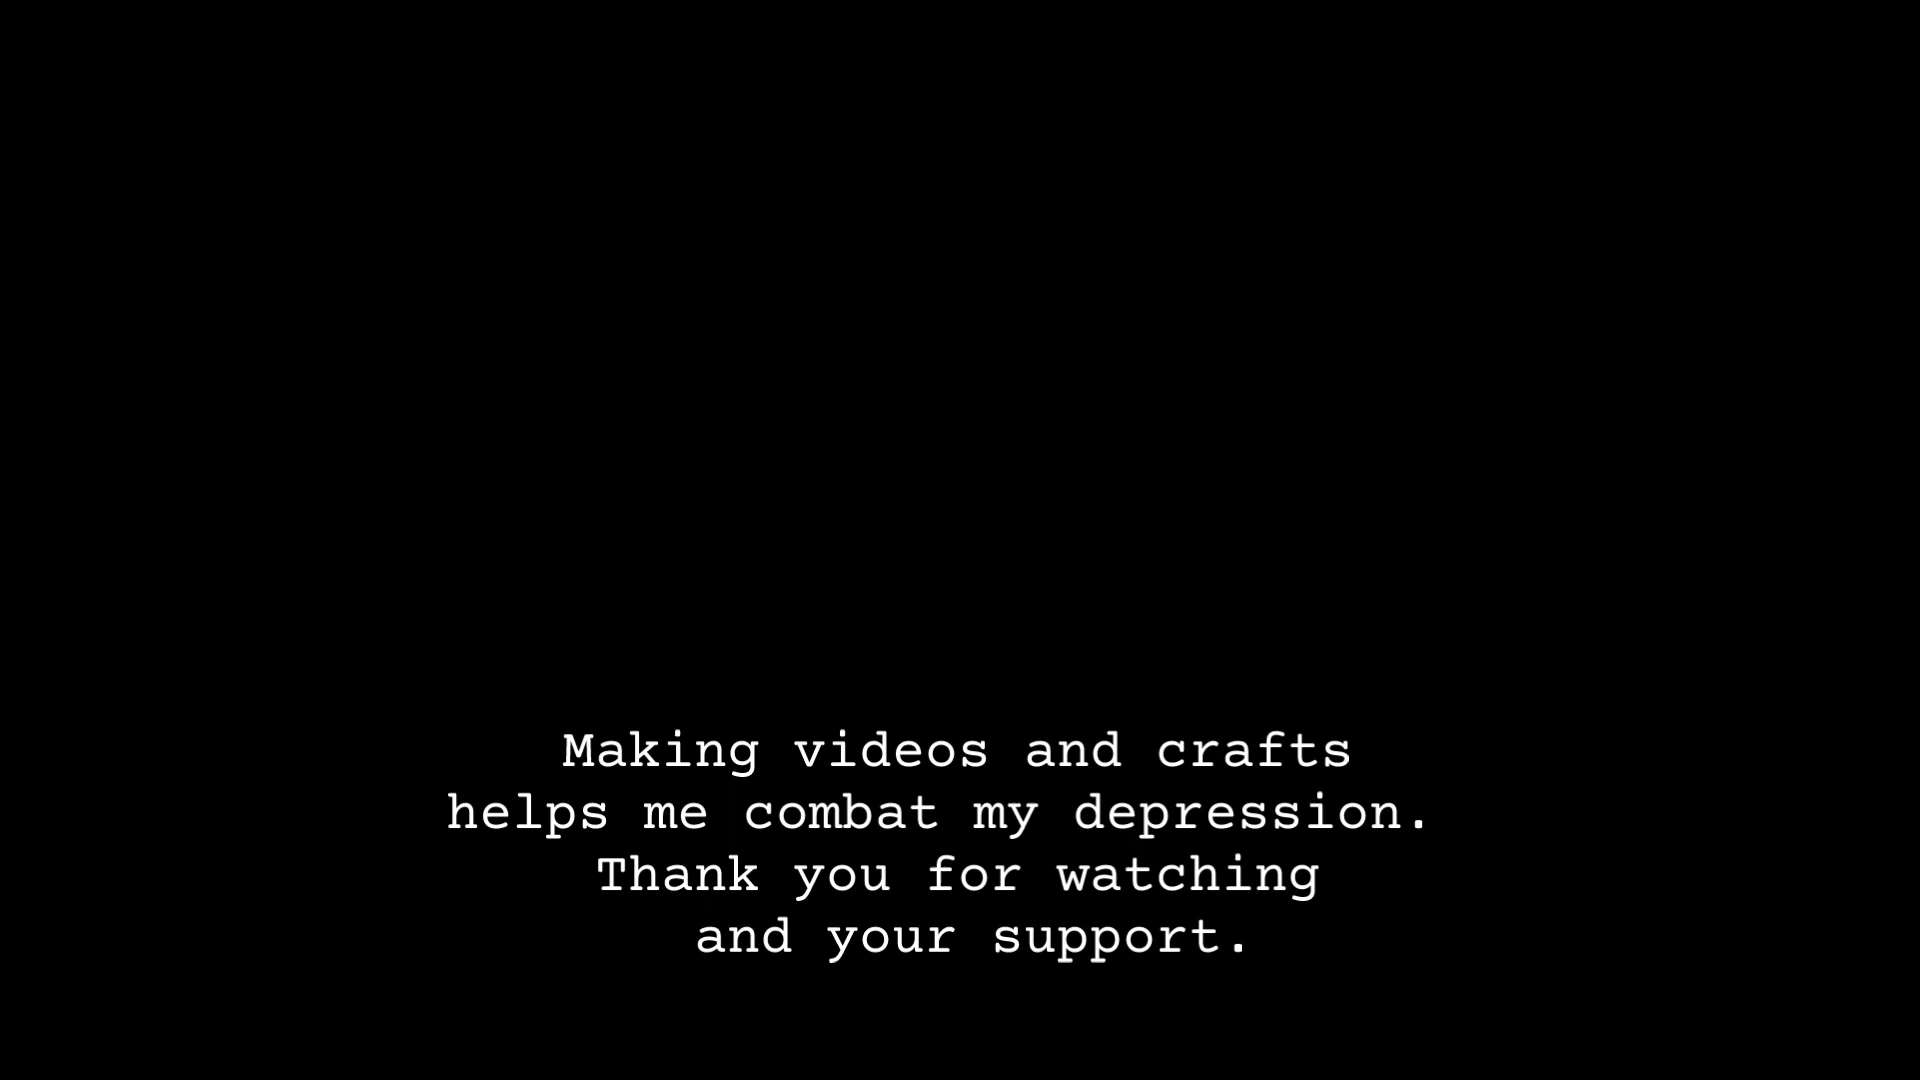 Making videos and crafts
helps me combat my depression.
Thank you for watching
and your support.